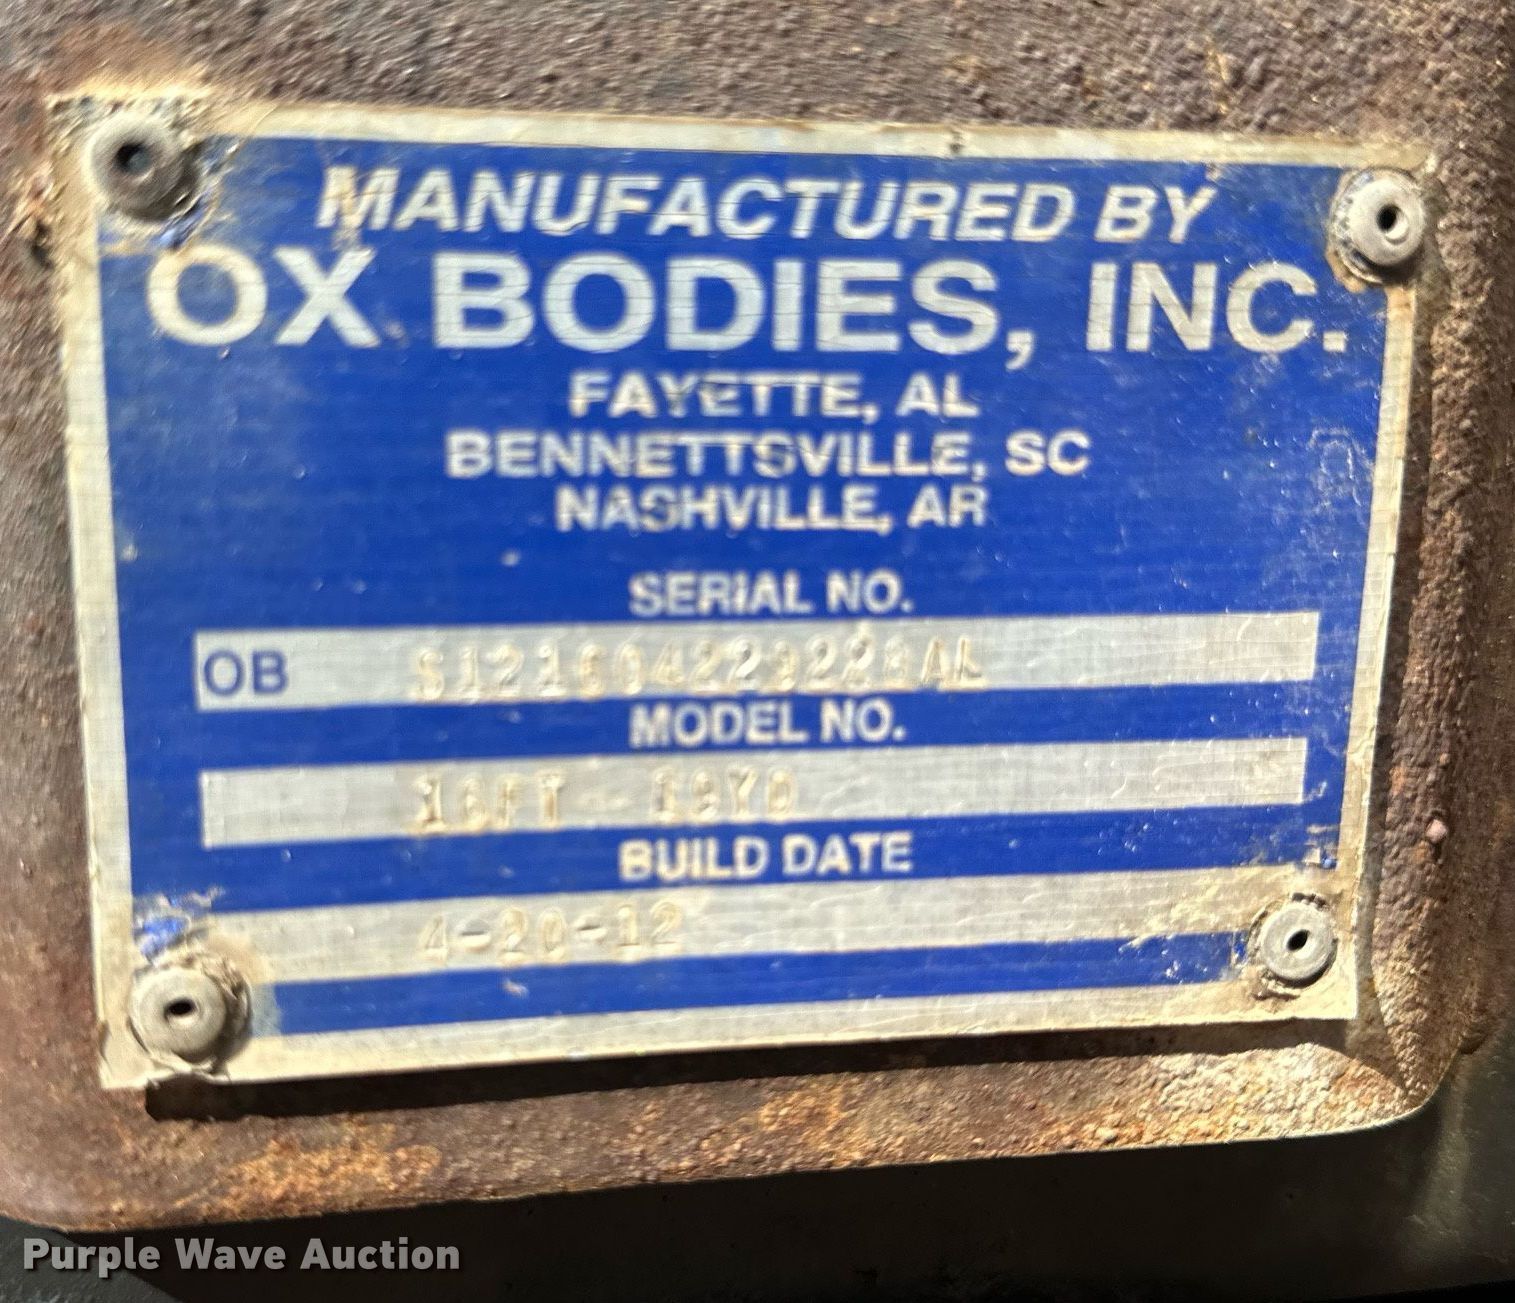 MANUFACTURED BY
OX BODIES, INC.
FAYETTE, AL
BENNETTSVILLE, SC
NASHVILLE, AR
SERIAL NO.
OB
MODEL NO.
16FT
BUILD DATE
4-20-12
Purple Wave Auction